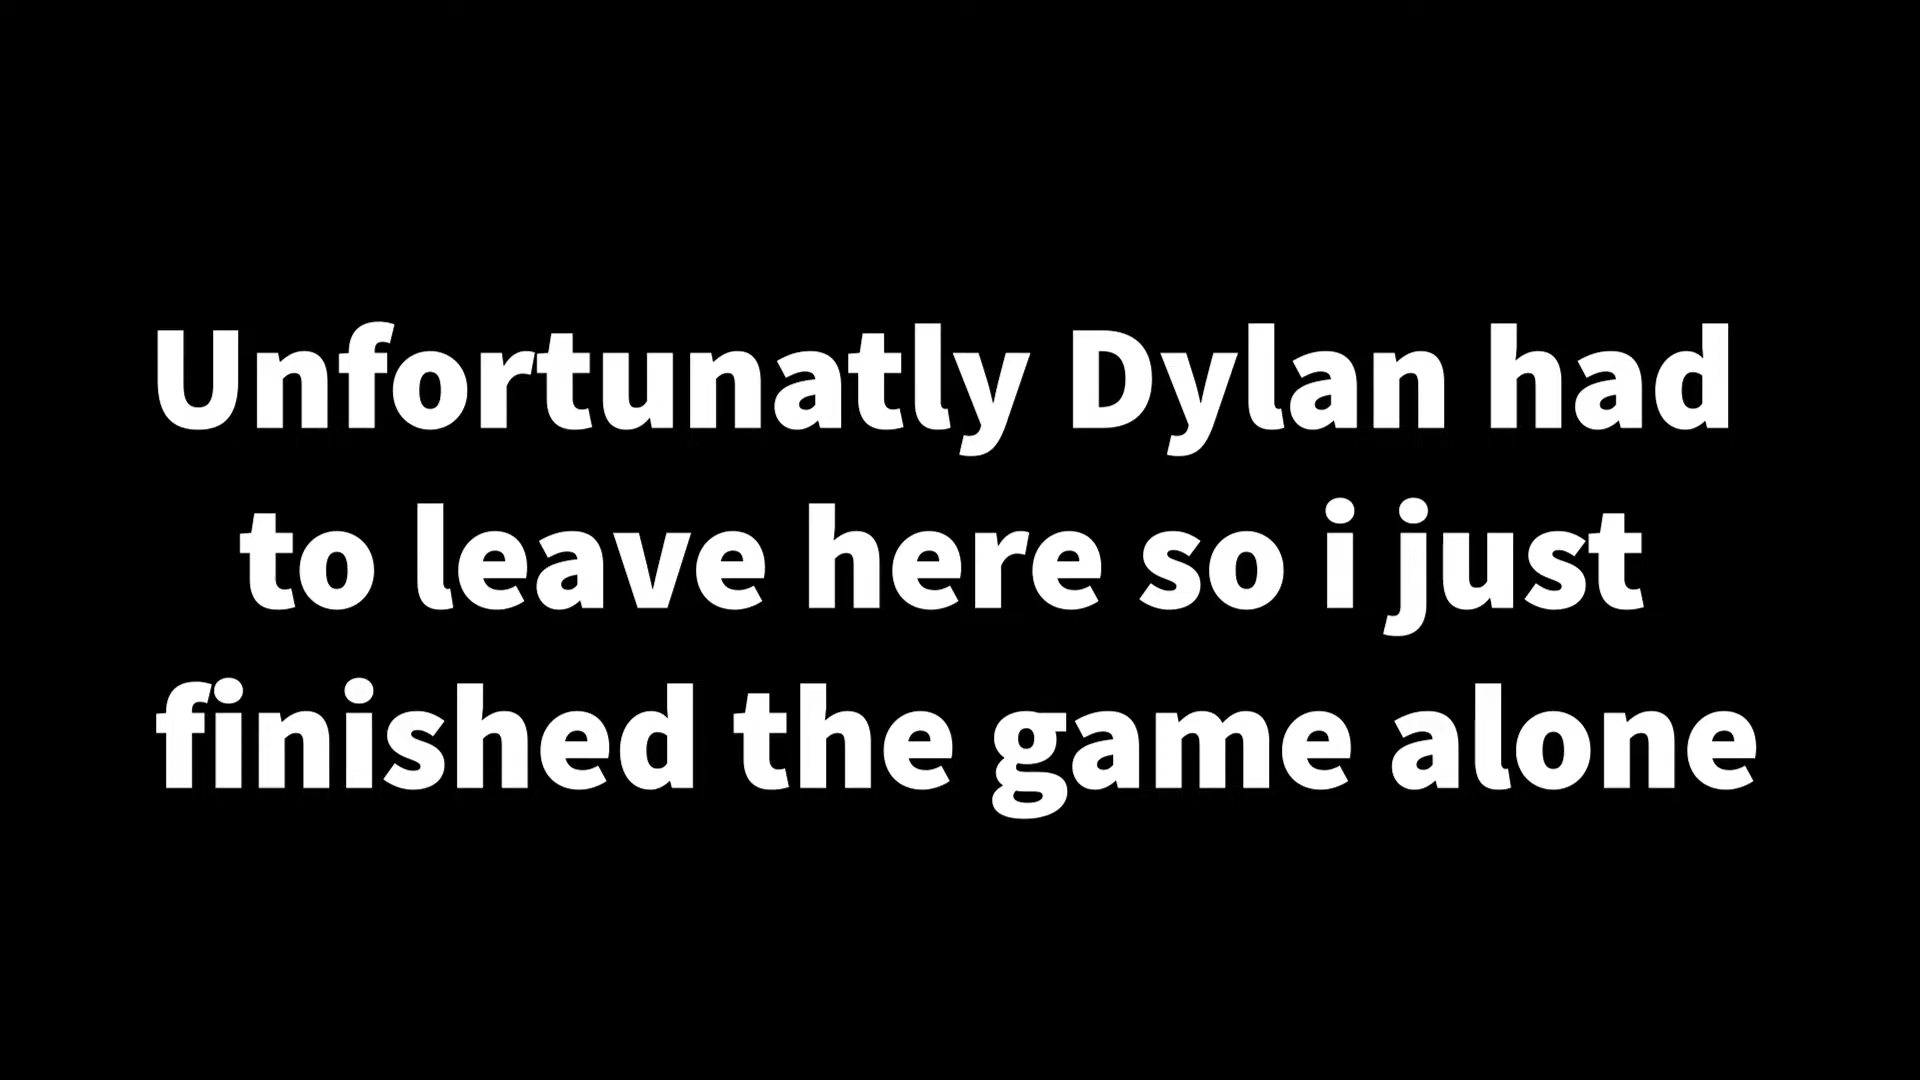 Unfortunatly Dylan had
to leave here so i just
finished the game alone